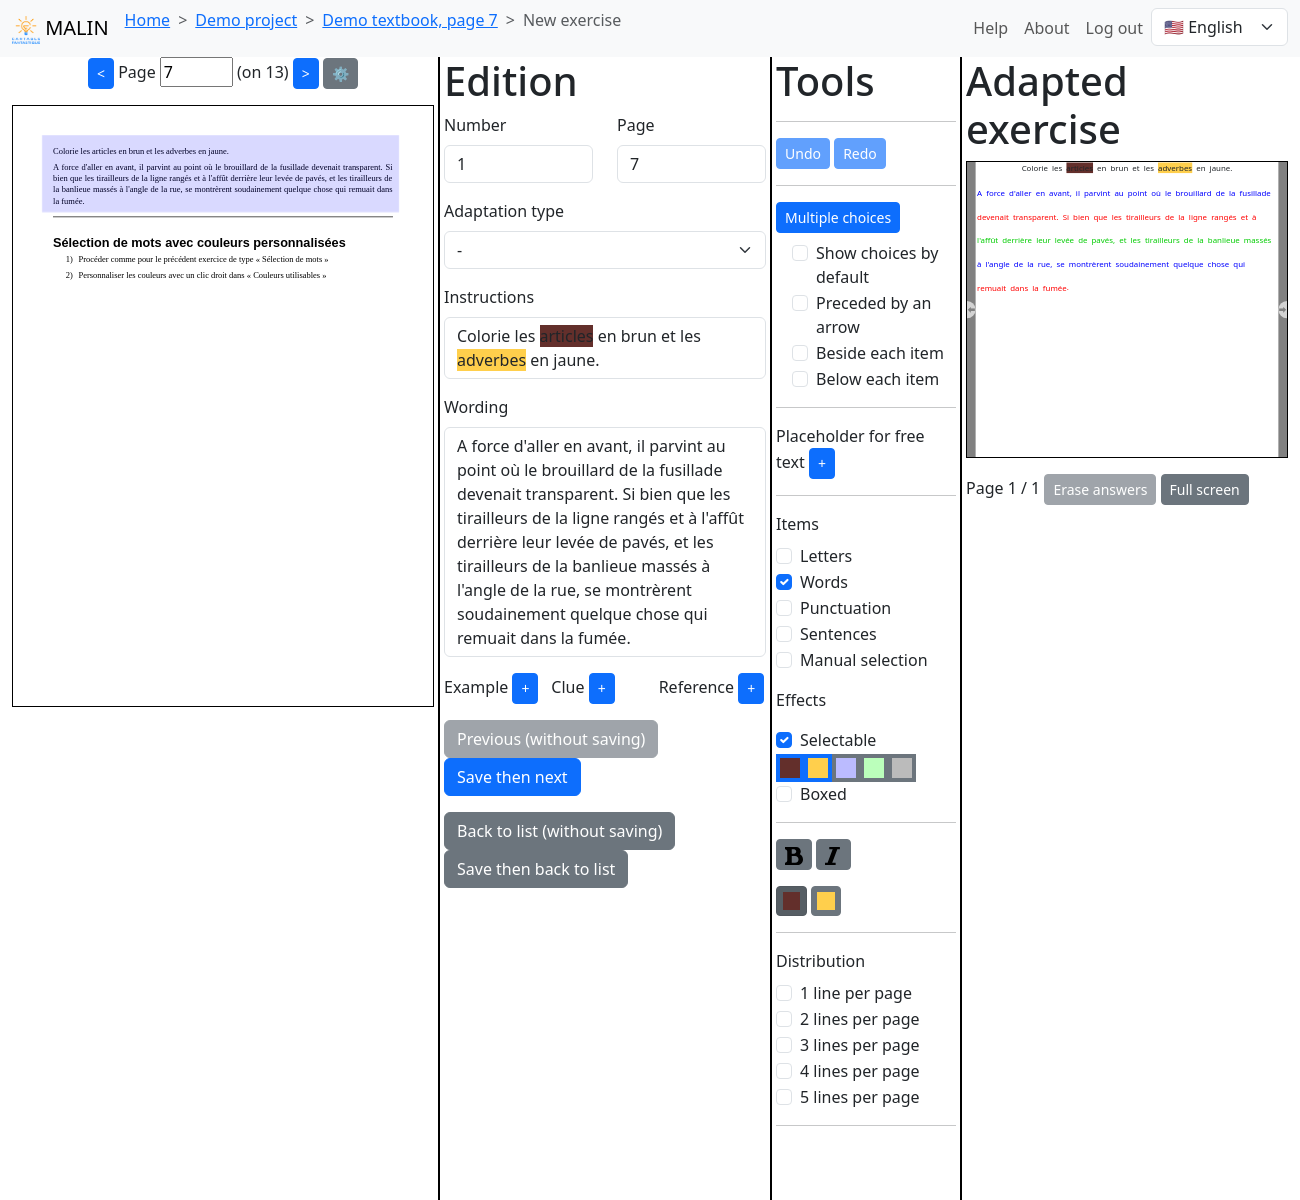 MALIN
Home > Demo project > Demo textbook, page 7 > New exercise
Help About Log out 🇺🇸 English
< Page 7 (on 13) > ⚙️
Colorie les articles en brun et les adverbes en jaune.
A force d'aller en avant, il parvint au point où le brouillard de la fusillade devenait transparent. Si
bien que les tirailleurs de la ligne rangés et à l'affût derrière leur levée de pavés, et les tirailleurs de
la banlieue massés à l'angle de la rue, se montrèrent soudainement quelque chose qui remuait dans
la fumée.
Sélection de mots avec couleurs personnalisées
1) Procéder comme pour le précédent exercice de type « Sélection de mots »
2) Personnaliser les couleurs avec un clic droit dans « Couleurs utilisables »
Edition
Number Page
1 7
Adaptation type
-
Instructions
Colorie les articles en brun et les
adverbes en jaune.
Wording
A force d'aller en avant, il parvint au
point où le brouillard de la fusillade
devenait transparent. Si bien que les
tirailleurs de la ligne rangés et à l'affût
derrière leur levée de pavés, et les
tirailleurs de la banlieue massés à
l'angle de la rue, se montrèrent
soudainement quelque chose qui
remuait dans la fumée.
Example + Clue + Reference +
Previous (without saving)
Save then next
Back to list (without saving)
Save then back to list
Tools
Undo Redo
Multiple choices
Show choices by
default
Preceded by an
arrow
Beside each item
Below each item
Placeholder for free
text +
Items
Letters
Words
Punctuation
Sentences
Manual selection
Effects
Selectable
Boxed
B I
Distribution
1 line per page
2 lines per page
3 lines per page
4 lines per page
5 lines per page
Adapted
exercise
Colorie les articles en brun et les adverbes en jaune.
A force d'aller en avant, il parvint au point où le brouillard de la fusillade
devenait transparent. Si bien que les tirailleurs de la ligne rangés et à
l'affût derrière leur levée de pavés, et les tirailleurs de la banlieue massés
à l'angle de la rue, se montrèrent soudainement quelque chose qui
remuait dans la fumée.
Page 1 / 1 Erase answers Full screen